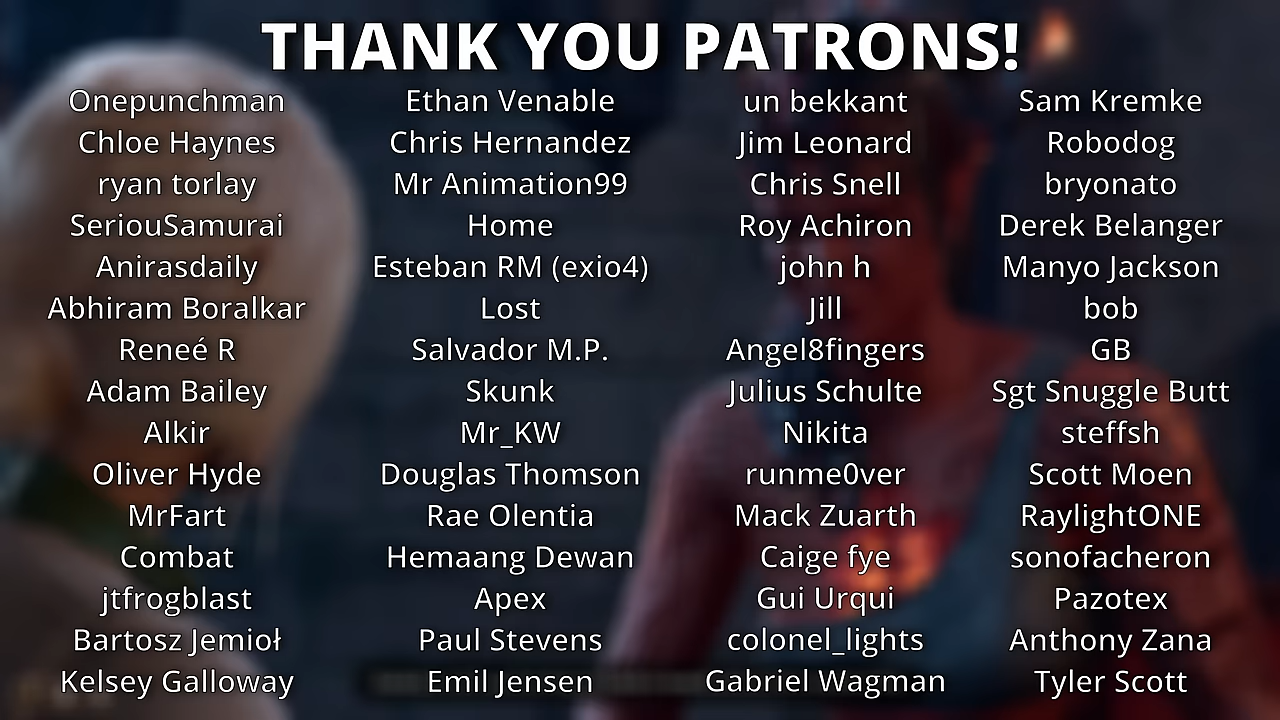 THANK YOU PATRONS!
Onepunchman
Chloe Haynes
ryan torlay
SeriouSamurai
Anirasdaily
Abhiram Boralkar
Reneé R
Adam Bailey
Alkir
Oliver Hyde
MrFart
Combat
jtfrogblast
Bartosz Jemioł
Kelsey Galloway
Ethan Venable
Chris Hernandez
Mr Animation99
Home
Esteban RM (exio4)
Lost
Salvador M.P.
Skunk
Mr_KW
Douglas Thomson
Rae Olentia
Hemaang Dewan
Apex
Paul Stevens
Emil Jensen
un bekkant
Jim Leonard
Chris Snell
Roy Achiron
john h
Jill
Angel8fingers
Julius Schulte
Nikita
runme0ver
Mack Zuarth
Caige fye
Gui Urqui
colonel_lights
Gabriel Wagman
Sam Kremke
Robodog
bryonato
Derek Belanger
Manyo Jackson
bob
GB
Sgt Snuggle Butt
steffsh
Scott Moen
RaylightONE
sonofacheron
Pazotex
Anthony Zana
Tyler Scott